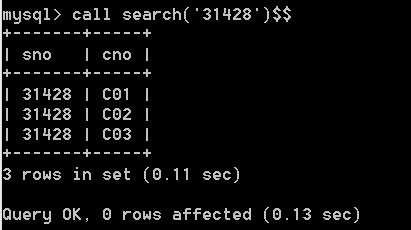 mysql> call search('31428')$$
+-------+-----+
| sno   | cno |
+-------+-----+
| 31428 | C01 |
| 31428 | C02 |
| 31428 | C03 |
+-------+-----+
3 rows in set (0.11 sec)
Query OK, 0 rows affected (0.13 sec)